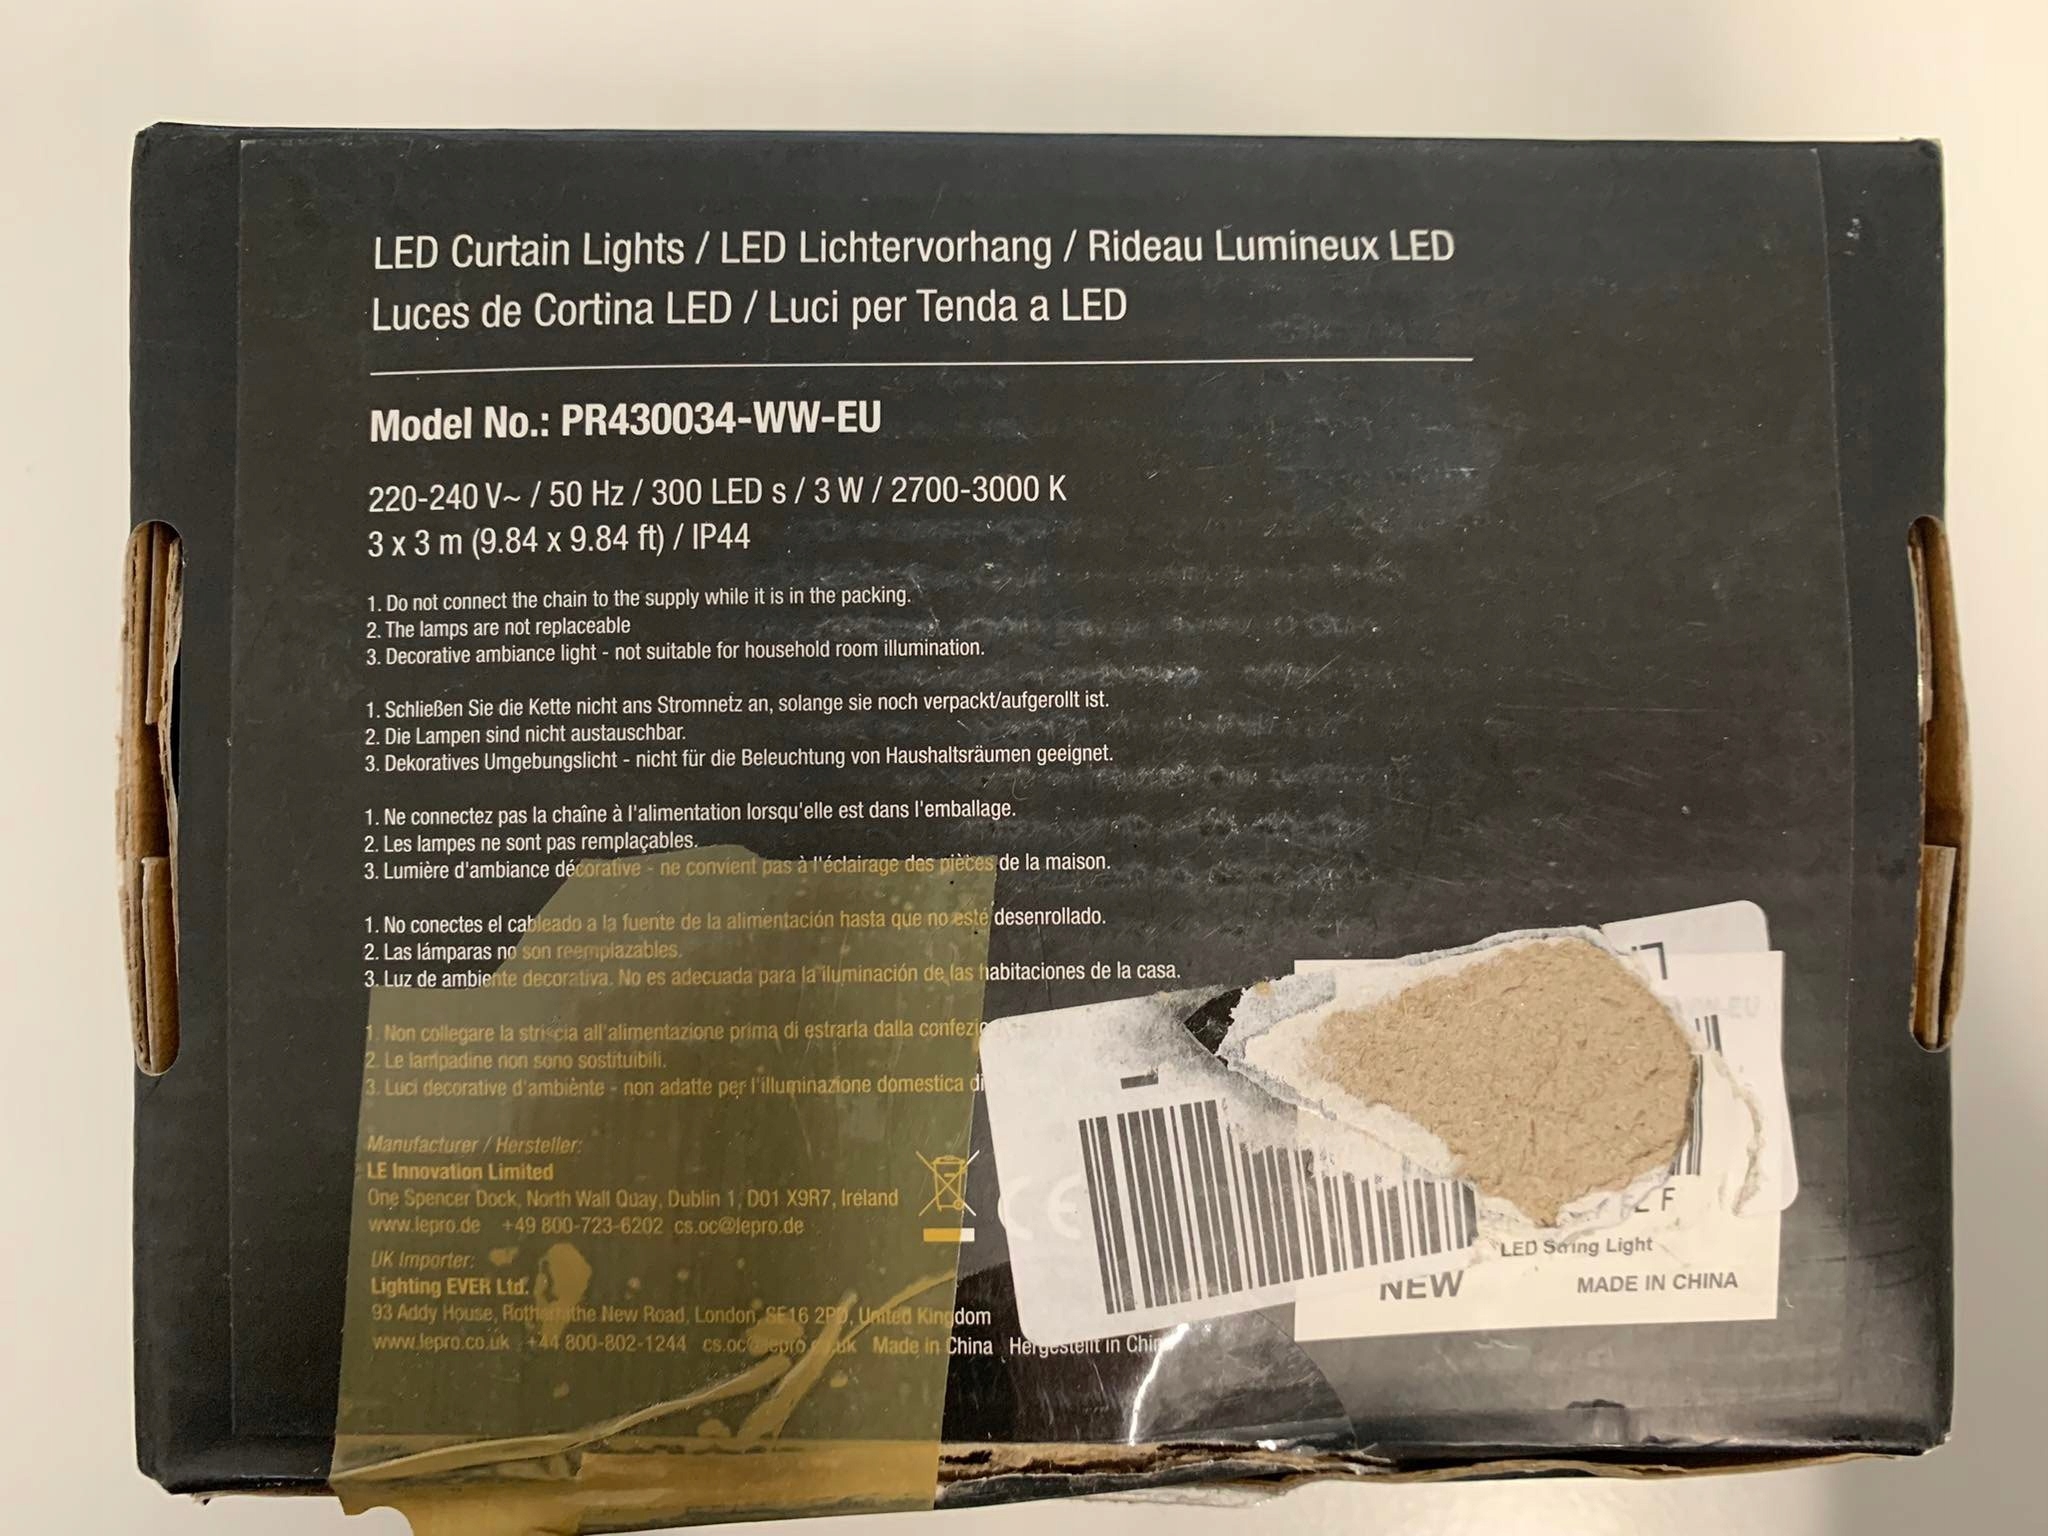 LED Curtain Lights / LED Lichtervorhang / Rideau Lumineux LED
Luces de Cortina LED / Luci per Tenda a LED
Model No.: PR430034-WW-EU
220-240 V~ / 50 Hz / 300 LED s / 3 W / 2700-3000 K
3 x 3 m (9.84 x 9.84 ft) / IP44
1. Do not connect the chain to the supply while it is in the packing.
2. The lamps are not replaceable
3. Decorative ambiance light - not suitable for household room illumination.
1. Schließen Sie die Kette nicht ans Stromnetz an, solange sie noch verpackt/aufgerollt ist.
2. Die Lampen sind nicht austauschbar.
3. Dekoratives Umgebungslicht - nicht für die Beleuchtung von Haushaltsräumen geeignet.
1. Ne connectez pas la chaîne à l'alimentation lorsqu'elle est dans l'emballage.
2. Les lampes ne sont pas remplaçables.
3. Lumière d'ambiance décorative - ne convient pas à l'éclairage des pièces de la maison.
1. No conectes el cableado a la fuente de la alimentación hasta que no esté desenrollado.
2. Las lámparas no son reemplazables.
3. Luz de ambiente decorativa. No es adecuada para la iluminación de las habitaciones de la casa.
1. Non collegare la striscia all'alimentazione prima di estrarla dalla
2. Le lampadine non sono sostituibili.
3. Luci decorative d'ambiènte - non adatte per l'illuminazione domestica di
Manufacturer / Hersteller:
LE Innovation Limited
One Spencer Dock, North Wall Quay, Dublin 1, D01 X9R7, Ireland
www.lepro.de +49 800-723-6202 cs.oc@lepro.de
UK Importer:
Lighting EVER Ltd.
93 Addy House, Rotherhithe New Road, London, SE16 2PD, United Kingdom
www.lepro.co.uk +44 800-802-1244 Made in China Hergestellt in
CE
F
LED String Light
NEW MADE IN CHINA